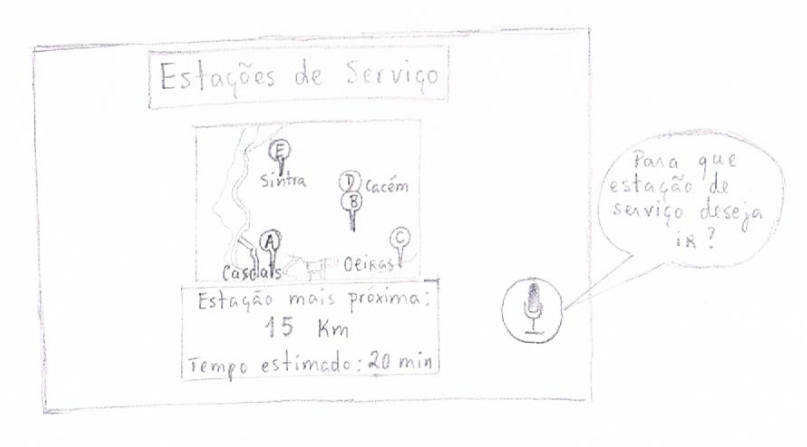 Estações de Serviço
E
Sintra
D
Cacém
B
A
C
Cascais
Oeiras
Estação mais próxima:
15 Km
Tempo estimado: 20 min
Para que
estação de
serviço deseja
ir?